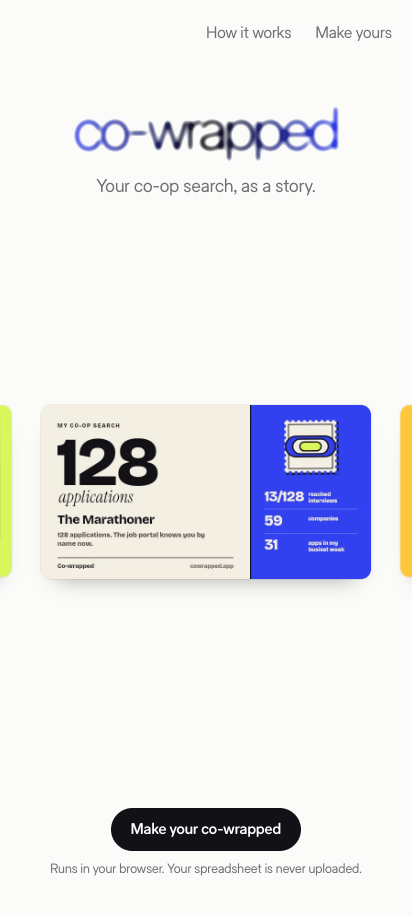 How it works Make yours
co-wrapped
Your co-op search, as a story.
MY CO-OP SEARCH
128
applications
The Marathoner
128 applications. The job portal knows you by
name now.
Co-wrapped cowrapped.app
13/128 reached
interviews
59 companies
31 apps in my
busiest week
Make your co-wrapped
Runs in your browser. Your spreadsheet is never uploaded.